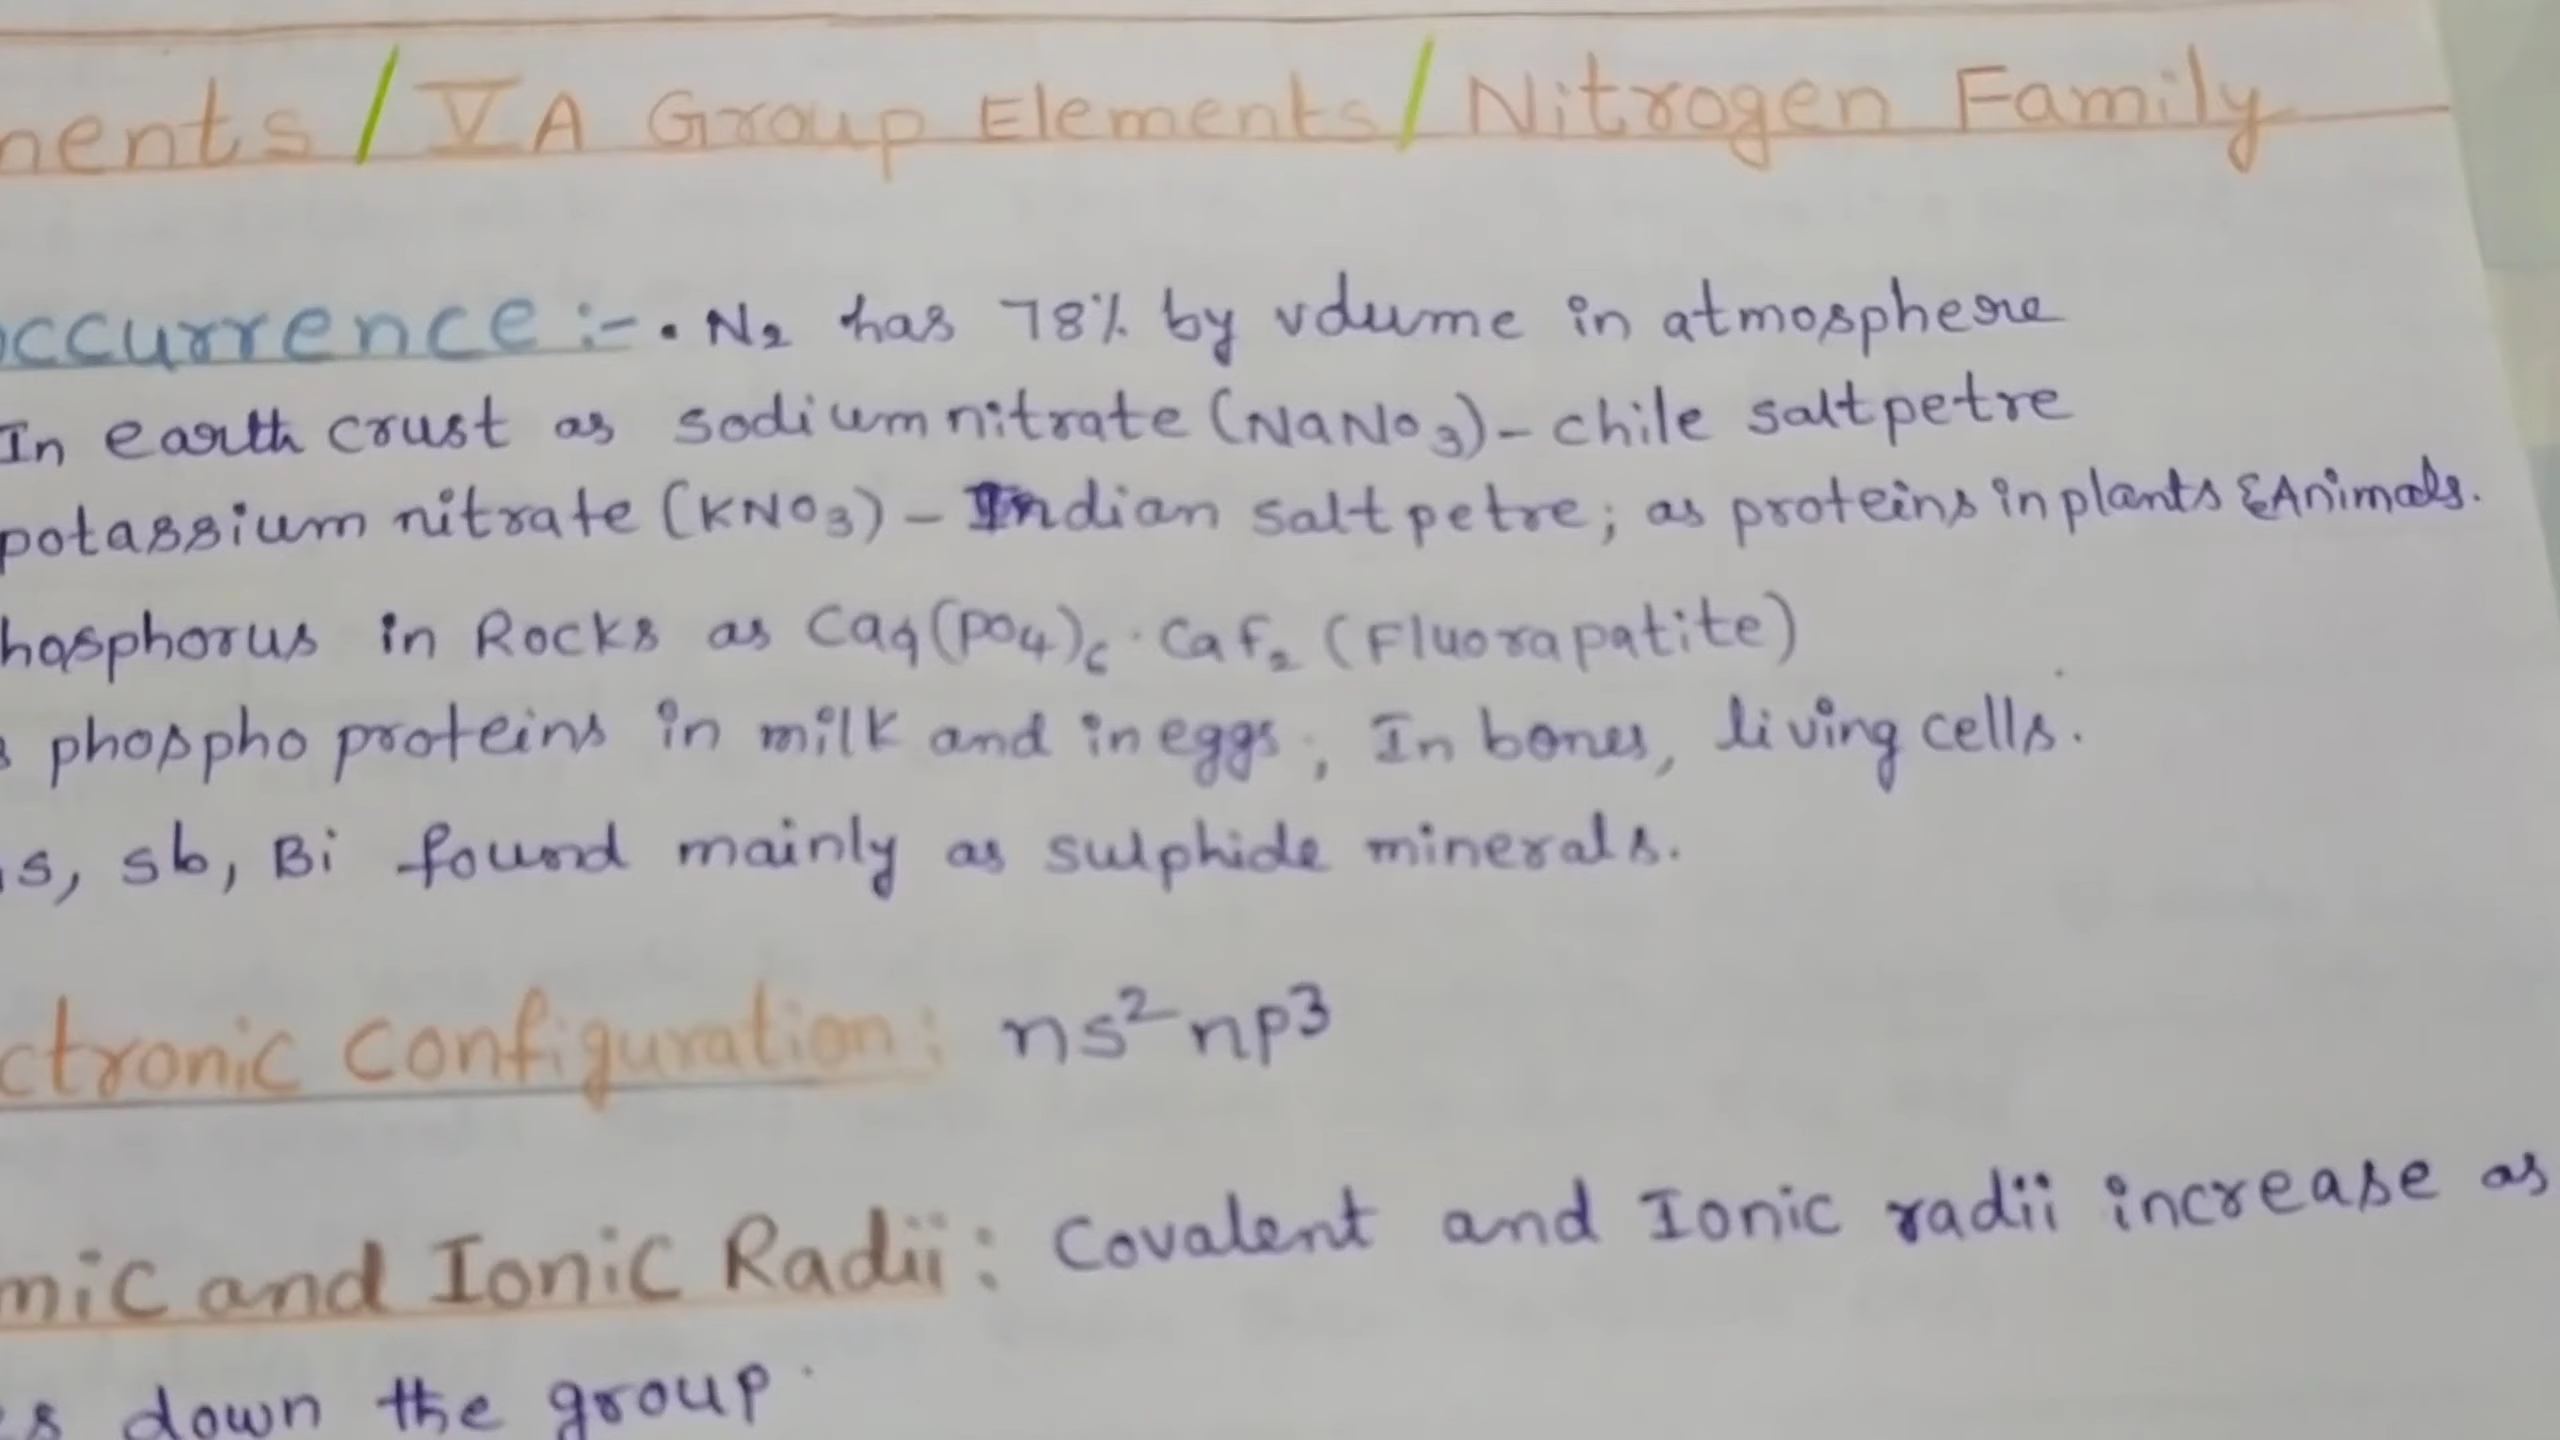 nents / VA Group Elements / Nitrogen Family
occurrence :- • N₂ has 78% by volume in atmosphere
In earth crust as sodium nitrate (NaNO₃) - chile saltpetre
potassium nitrate (KNO₃) - Indian saltpetre; as proteins in plants & Animals.
hosphorus in Rocks as Ca₉(PO₄)₆ · CaF₂ (Fluorapatite)
s phospho proteins in milk and in eggs; In bones, living cells.
s, Sb, Bi found mainly as sulphide minerals.
ctronic Configuration: ns² np³
mic and Ionic Radii: Covalent and Ionic radii increase as
s down the group.